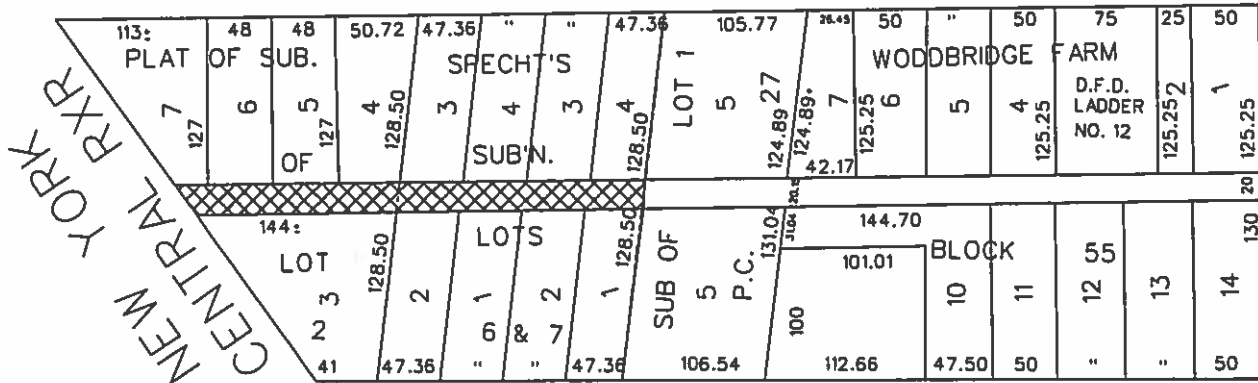 113: 48 48 50.72 47.36 " " 47.36 105.77 26.45 50 " 50 75 25 50
PLAT OF SUB. SPECHT'S LOT 1 WODDBRIDGE FARM
7 6 5 4 3 4 3 4 5 27 7 6 5 4 D.F.D. 2 1
LADDER
NO. 12
127 127 128.50 128.50 124.89 124.89 125.25 125.25 125.25 125.25
OF SUB'N. 42.17
NEW YORK
CENTRAL RXR
20.15 20
144: LOTS 128.50 131.04 31.04 144.70 130
LOT 128.50 SUB OF P.C. 101.01 BLOCK 55
3 2 1 2 1 5 10 11 12 13 14
2 6 & 7 100
41 47.36 " " 47.36 106.54 112.66 47.50 50 " " 50